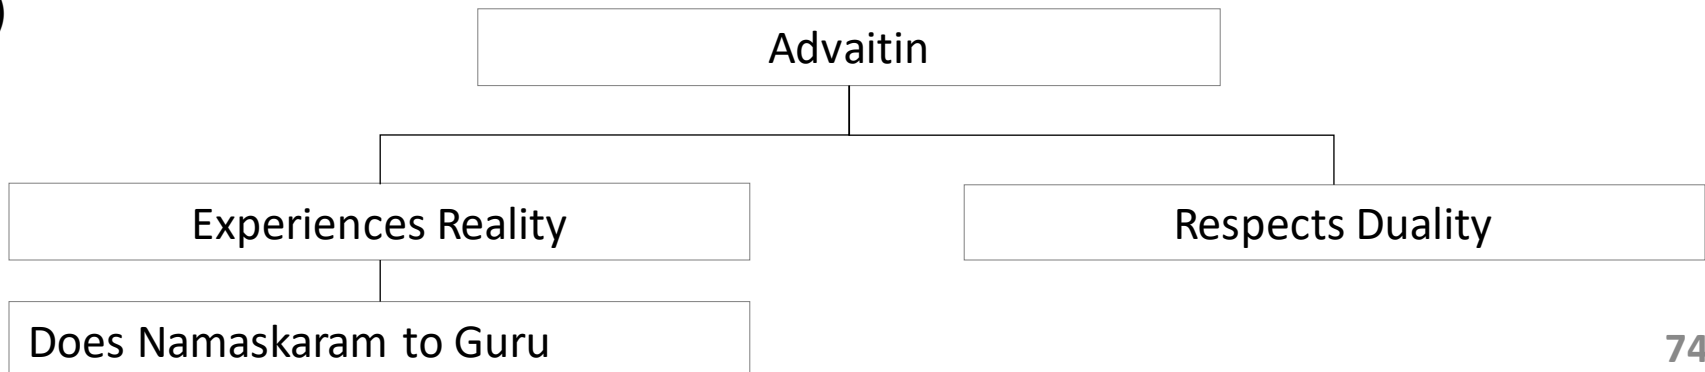 )
Advaitin
Experiences Reality
Respects Duality
Does Namaskaram to Guru
74